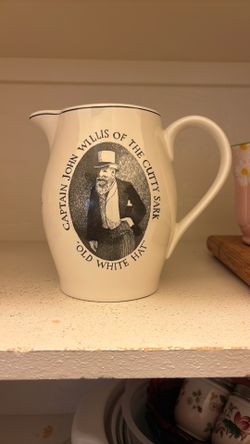 CAPTAIN JOHN WILLIS OF THE CUTTY SARK
"OLD WHITE HAT"